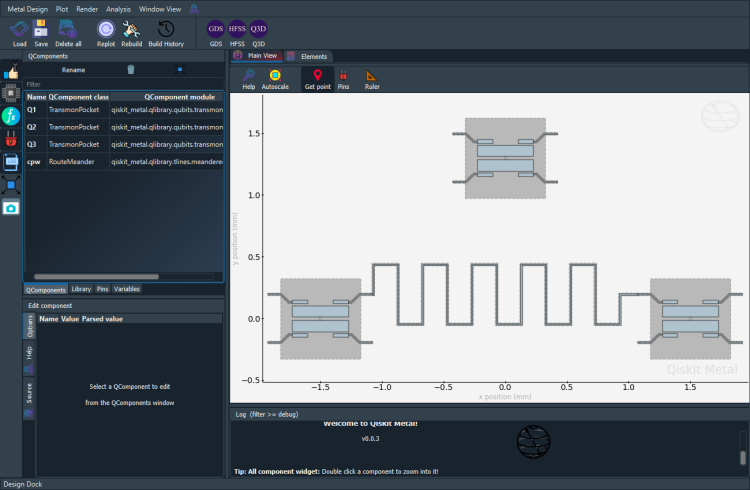 Metal Design Plot Render Analysis Window View
Load Save Delete all Replot Rebuild Build History GDS HFSS Q3D
GDS HFSS Q3D
QComponents
Rename
Filter
Name QComponent class QComponent module
Q1 TransmonPocket qiskit_metal.qlibrary.qubits.transmon
Q2 TransmonPocket qiskit_metal.qlibrary.qubits.transmon
Q3 TransmonPocket qiskit_metal.qlibrary.qubits.transmon
cpw RouteMeander qiskit_metal.qlibrary.tlines.meandere
QComponents Library Pins Variables
Edit component
Options
Help
Source
Name Value Parsed value
Select a QComponent to edit
from the QComponents window
Main View Elements
Help Autoscale Get point Pins Ruler
y position (mm)
1.5
1.0
0.5
0.0
−0.5
−1.5 −1.0 −0.5 0.0 0.5 1.0 1.5
x position (mm)
Qiskit Metal
Log (filter >= debug)
Welcome to Qiskit Metal!
v0.0.3
Tip: All component widget: Double click a component to zoom into it!
Design Dock